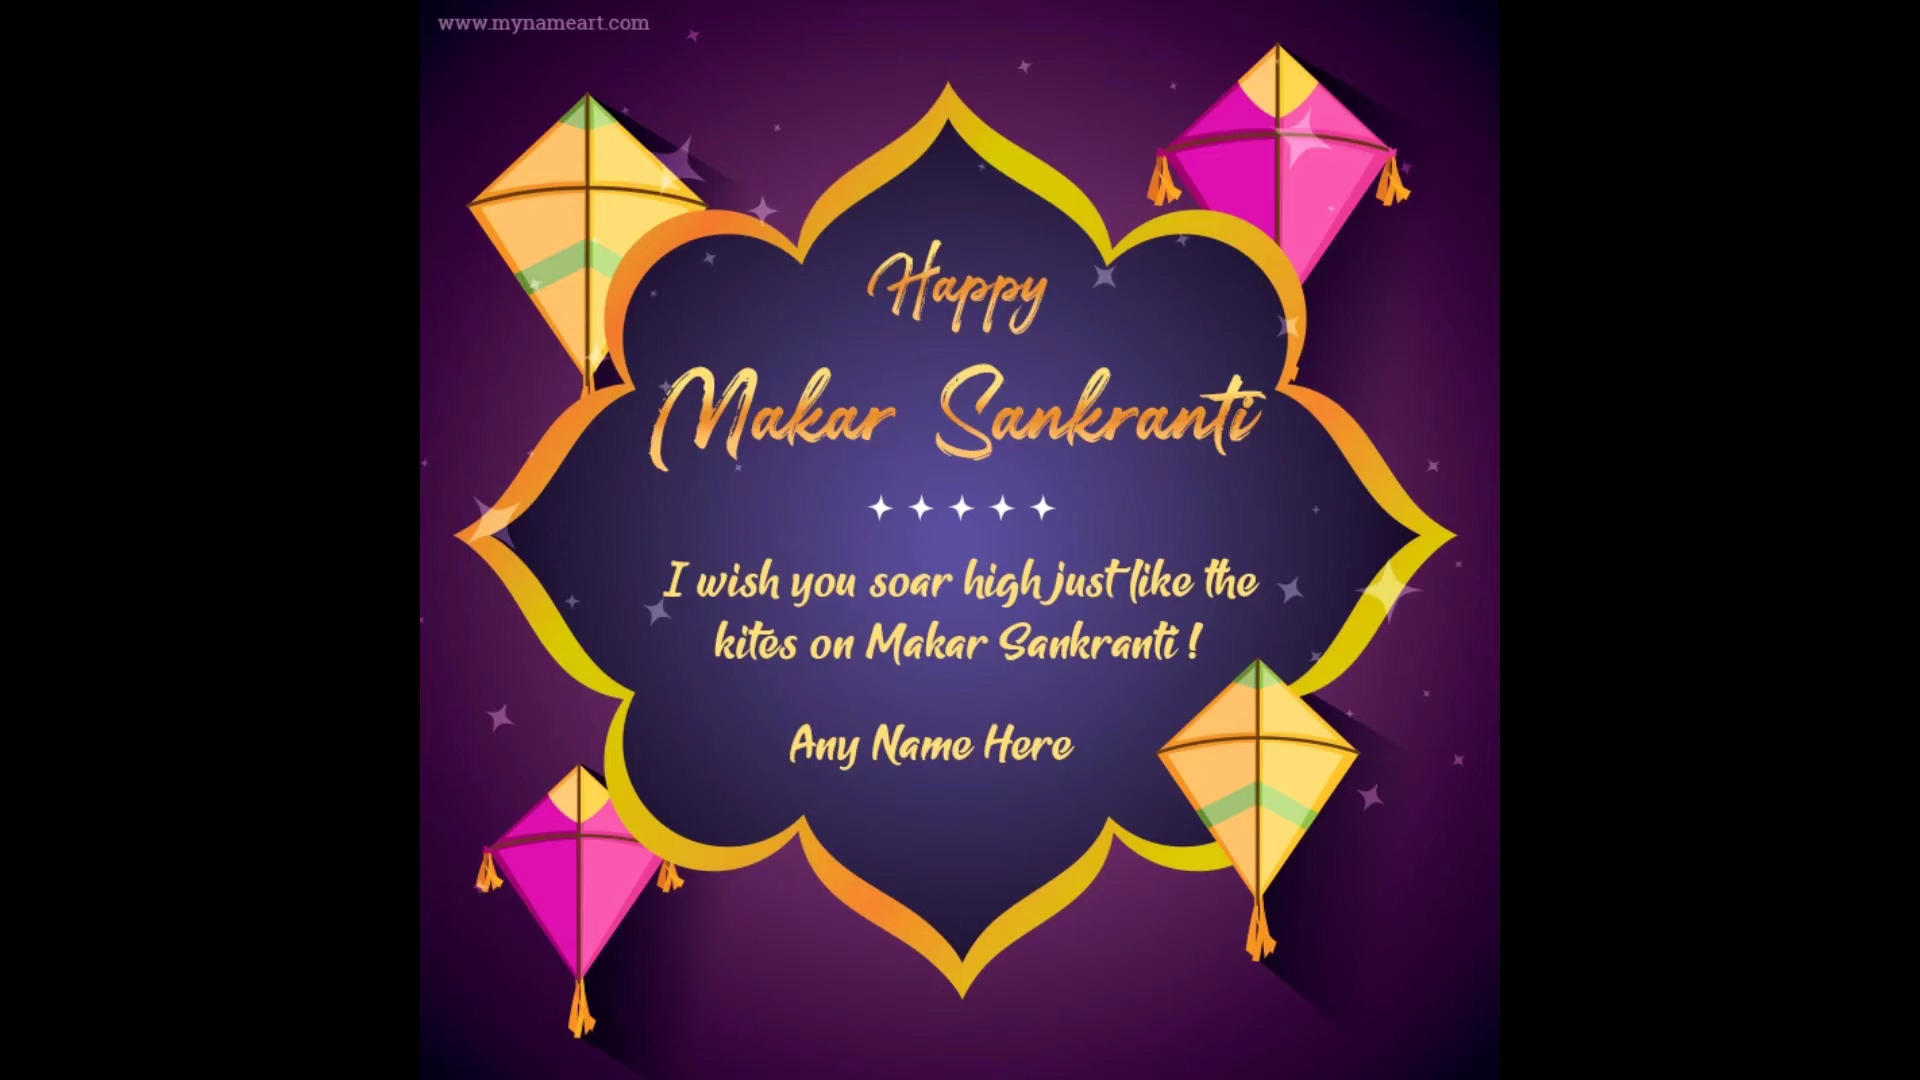 www.mynameart.com
Happy
Makar Sankranti
I wish you soar high just like the
kites on Makar Sankranti !
Any Name Here